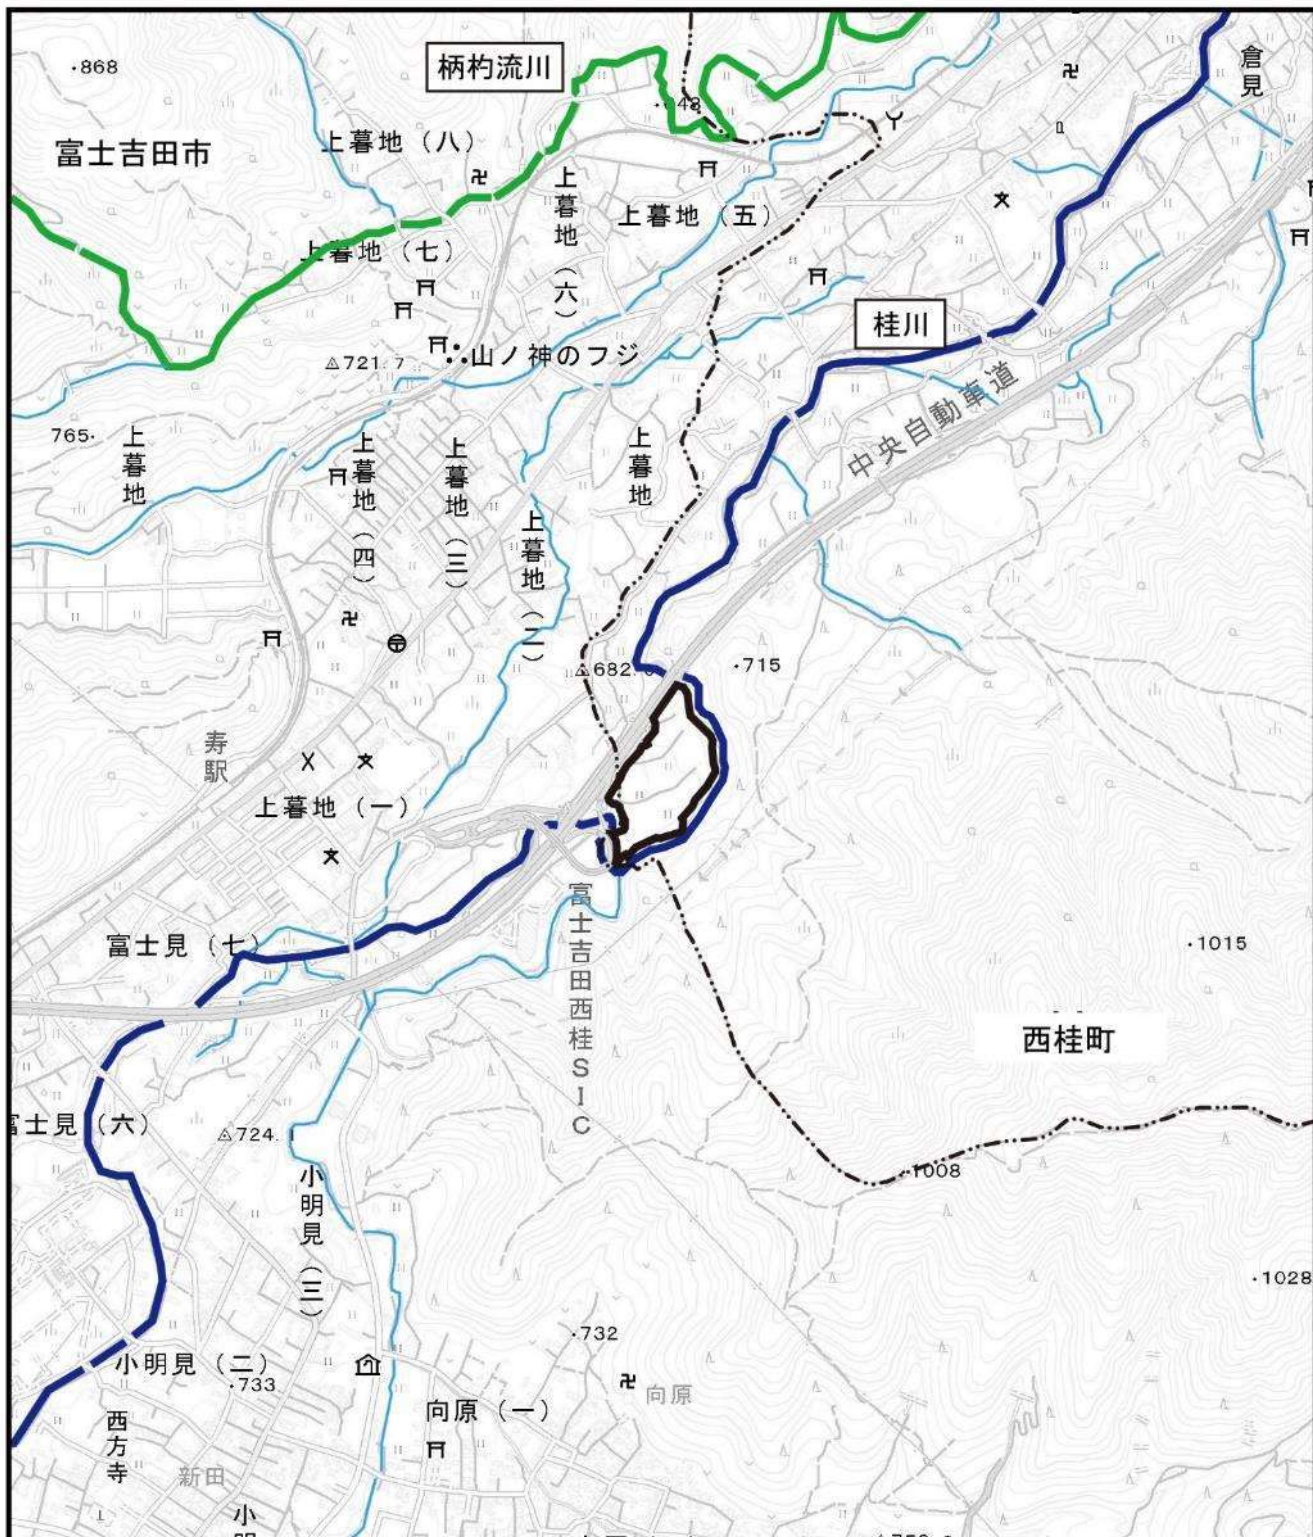 倉見
柄杓流川
・868
富士吉田市
上暮地（八）
上暮地（六）
上暮地（五）
上暮地（七）
桂川
山ノ神のフジ
721.7
中央自動車道
765・
上暮地
上暮地（四）
上暮地（三）
上暮地
上暮地（二）
・715
寿駅
上暮地（一）
富士吉田西桂SIC
富士見（七）
・1015
西桂町
富士見（六）
・1008
小明見（三）
・1028
・732
小明見（二）
・733
向原
向原（一）
西方寺
新田